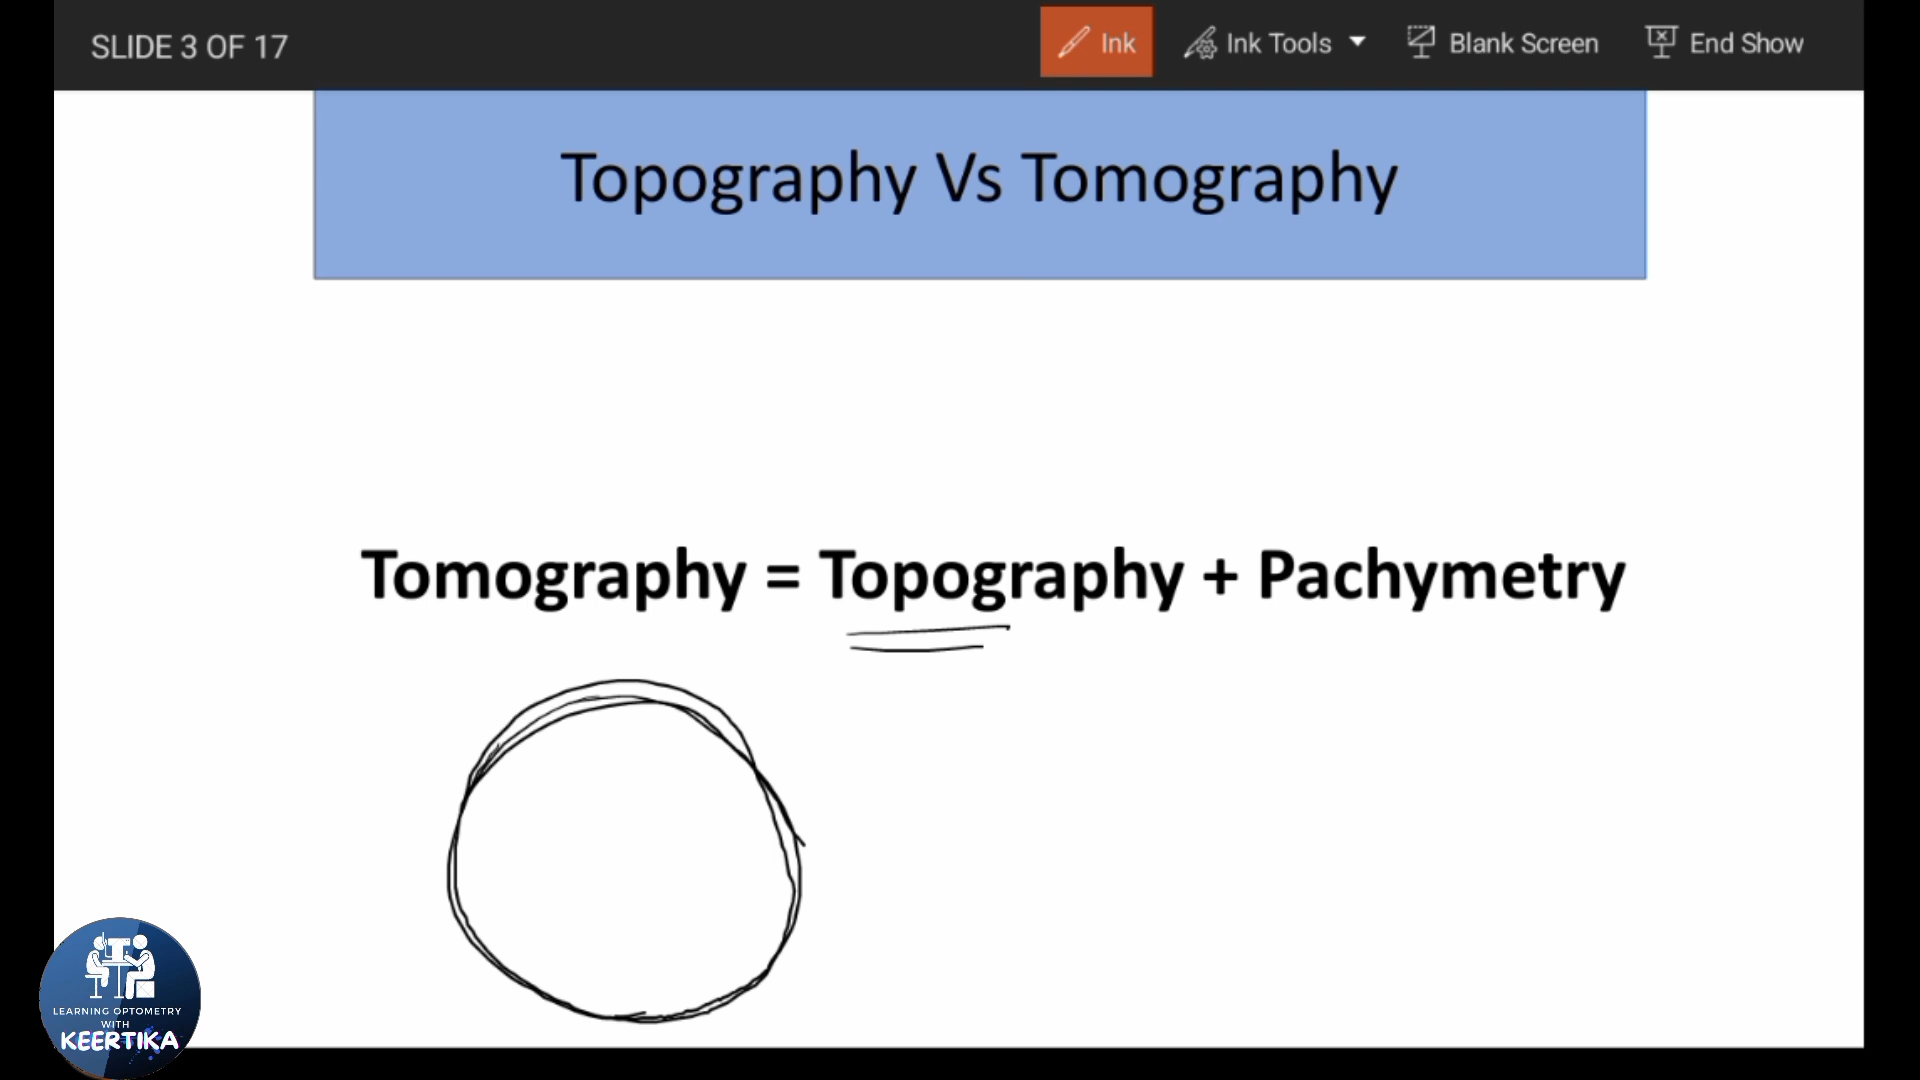 SLIDE 3 OF 17
Ink
Ink Tools
Blank Screen
End Show
Topography Vs Tomography
Tomography = Topography + Pachymetry
LEARNING OPTOMETRY
WITH
KEERTIKA